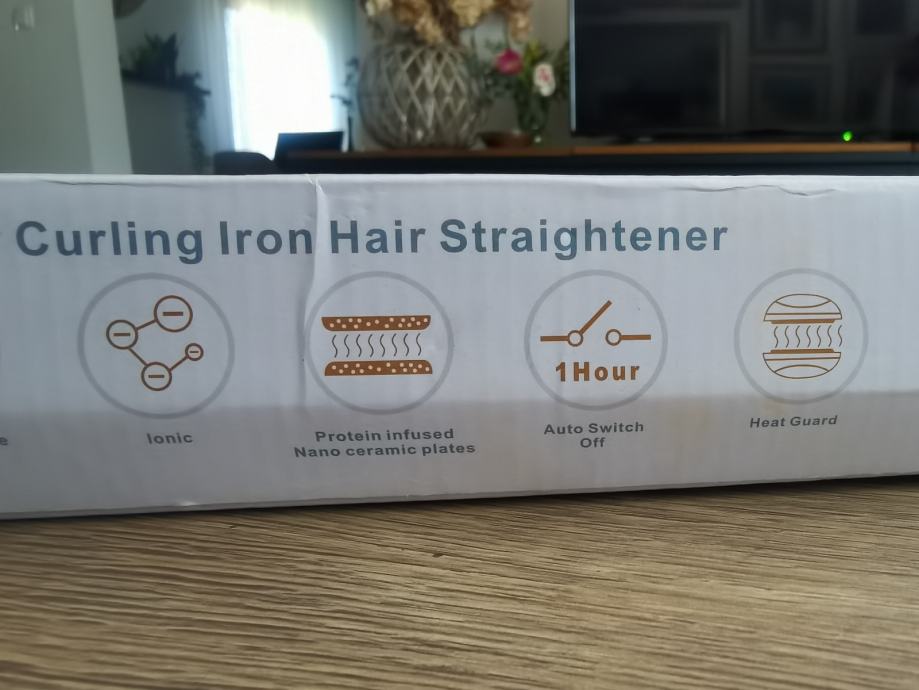 Curling Iron Hair Straightener
1Hour
e
Ionic
Protein infused
Nano ceramic plates
Auto Switch
Off
Heat Guard